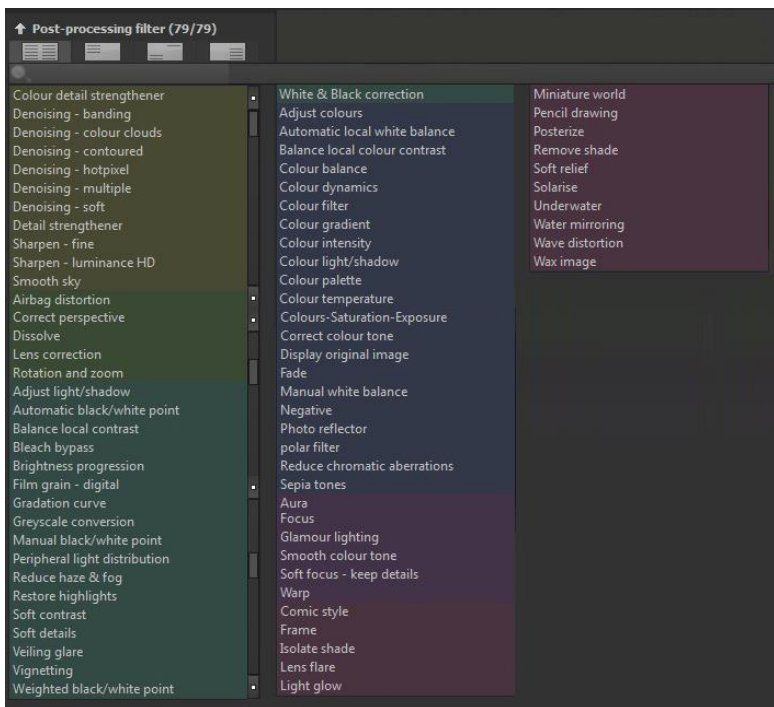 Post-processing filter (79/79)
Colour detail strengthener
Denoising - banding
Denoising - colour clouds
Denoising - contoured
Denoising - hotpixel
Denoising - multiple
Denoising - soft
Detail strengthener
Sharpen - fine
Sharpen - luminance HD
Smooth sky
Airbag distortion
Correct perspective
Dissolve
Lens correction
Rotation and zoom
Adjust light/shadow
Automatic black/white point
Balance local contrast
Bleach bypass
Brightness progression
Film grain - digital
Gradation curve
Greyscale conversion
Manual black/white point
Peripheral light distribution
Reduce haze & fog
Restore highlights
Soft contrast
Soft details
Veiling glare
Vignetting
Weighted black/white point
White & Black correction
Adjust colours
Automatic local white balance
Balance local colour contrast
Colour balance
Colour dynamics
Colour filter
Colour gradient
Colour intensity
Colour light/shadow
Colour palette
Colour temperature
Colours-Saturation-Exposure
Correct colour tone
Display original image
Fade
Manual white balance
Negative
Photo reflector
polar filter
Reduce chromatic aberrations
Sepia tones
Aura
Focus
Glamour lighting
Smooth colour tone
Soft focus - keep details
Warp
Comic style
Frame
Isolate shade
Lens flare
Light glow
Miniature world
Pencil drawing
Posterize
Remove shade
Soft relief
Solarise
Underwater
Water mirroring
Wave distortion
Wax image